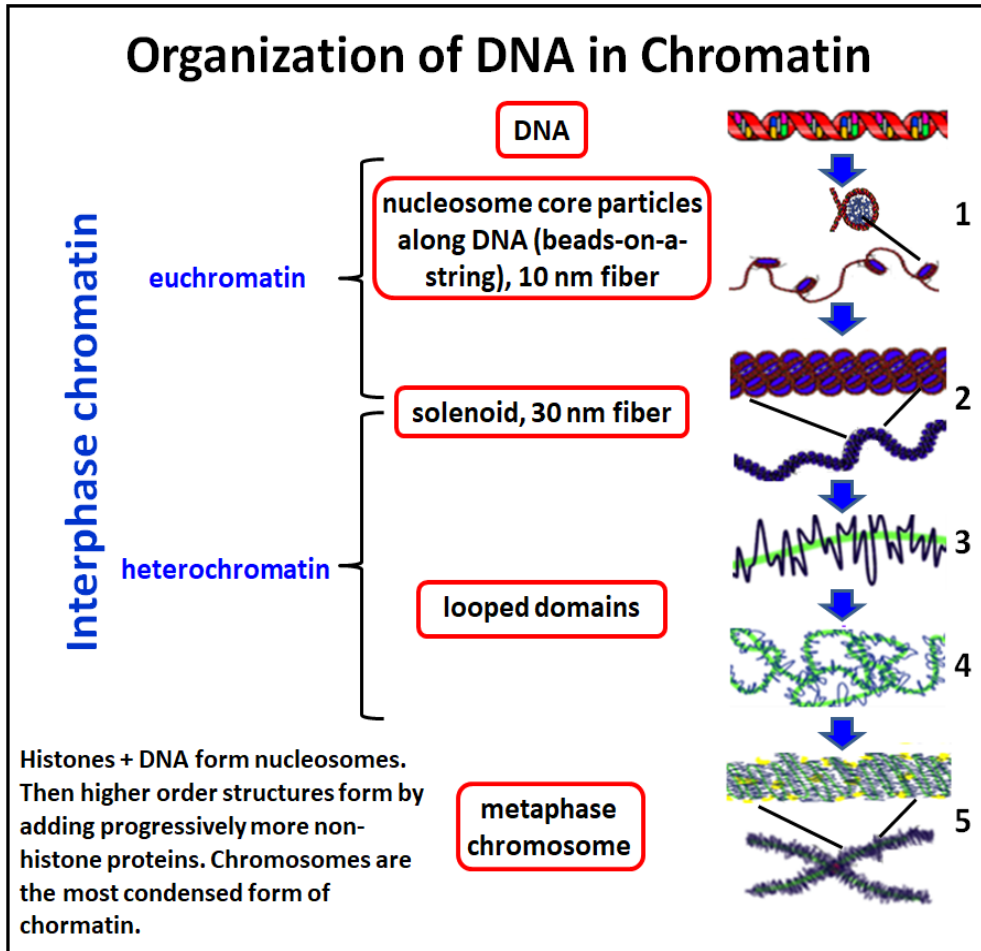 Organization of DNA in Chromatin
DNA
nucleosome core particles
along DNA (beads-on-a-
string), 10 nm fiber
1
euchromatin
Interphase chromatin
solenoid, 30 nm fiber
2
3
heterochromatin
looped domains
4
Histones + DNA form nucleosomes.
Then higher order structures form by
adding progressively more non-
histone proteins. Chromosomes are
the most condensed form of
chormatin.
metaphase
chromosome
5